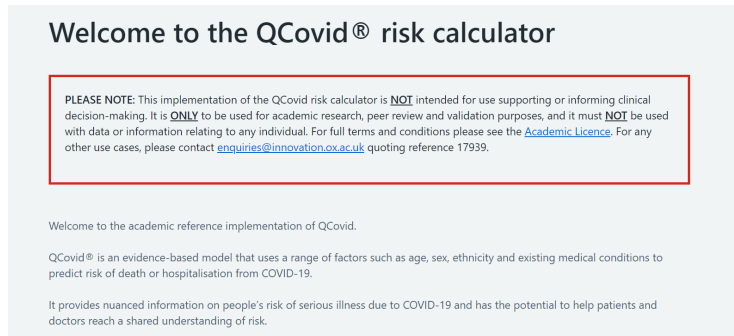 Welcome to the QCovid® risk calculator
PLEASE NOTE: This implementation of the QCovid risk calculator is NOT intended for use supporting or informing clinical
decision-making. It is ONLY to be used for academic research, peer review and validation purposes, and it must NOT be used
with data or information relating to any individual. For full terms and conditions please see the Academic Licence. For any
other use cases, please contact enquiries@innovation.ox.ac.uk quoting reference 17939.
Welcome to the academic reference implementation of QCovid.
QCovid® is an evidence-based model that uses a range of factors such as age, sex, ethnicity and existing medical conditions to
predict risk of death or hospitalisation from COVID-19.
It provides nuanced information on people's risk of serious illness due to COVID-19 and has the potential to help patients and
doctors reach a shared understanding of risk.